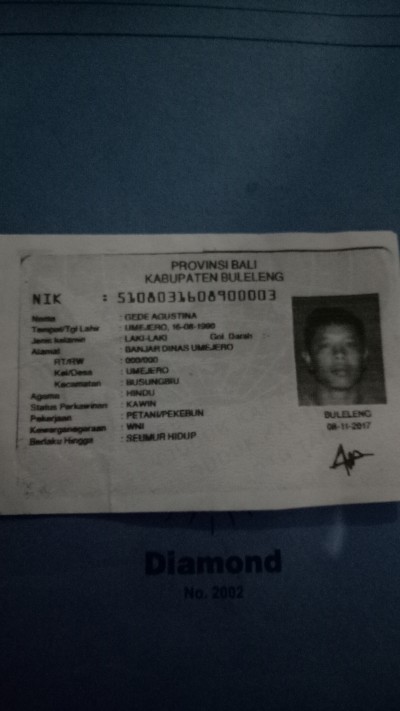 PROVINSI BALI
KABUPATEN BULELENG
NIK : 5108031608900003
Nama : GEDE AGUSTINA
Tempat/Tgl Lahir : UMEJERO, 16-08-1990
Jenis kelamin : LAKI-LAKI Gol. Darah
Alamat : BANJAR DINAS UMEJERO
RT/RW : 000/000
Kel/Desa : UMEJERO
Kecamatan : BUSUNGBIU
Agama : HINDU
Status Perkawinan : KAWIN
Pekerjaan : PETANI/PEKEBUN
Kewarganegaraan : WNI
Berlaku Hingga : SEUMUR HIDUP
BULELENG
08-11-2017
Diamond
No. 2002